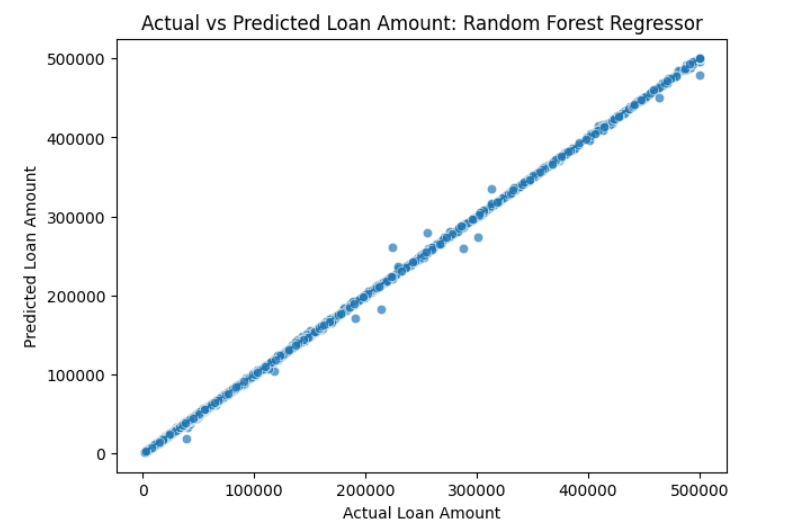 Actual vs Predicted Loan Amount: Random Forest Regressor
500000
400000
300000
200000
100000
0
Predicted Loan Amount
0 100000 200000 300000 400000 500000
Actual Loan Amount